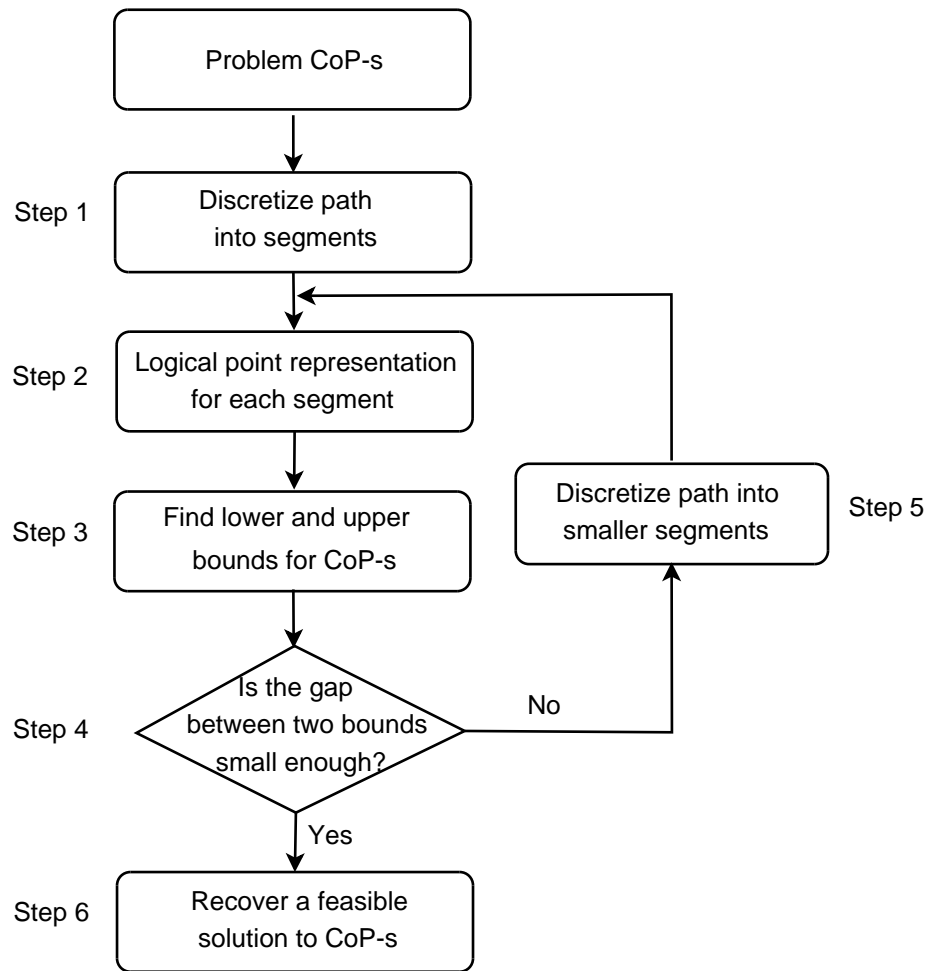 Problem CoP-s
Step 1
Discretize path
into segments
Step 2
Logical point representation
for each segment
Step 3
Find lower and upper
bounds for CoP-s
Discretize path into
smaller segments
Step 5
Step 4
Is the gap
between two bounds
small enough?
No
Yes
Step 6
Recover a feasible
solution to CoP-s